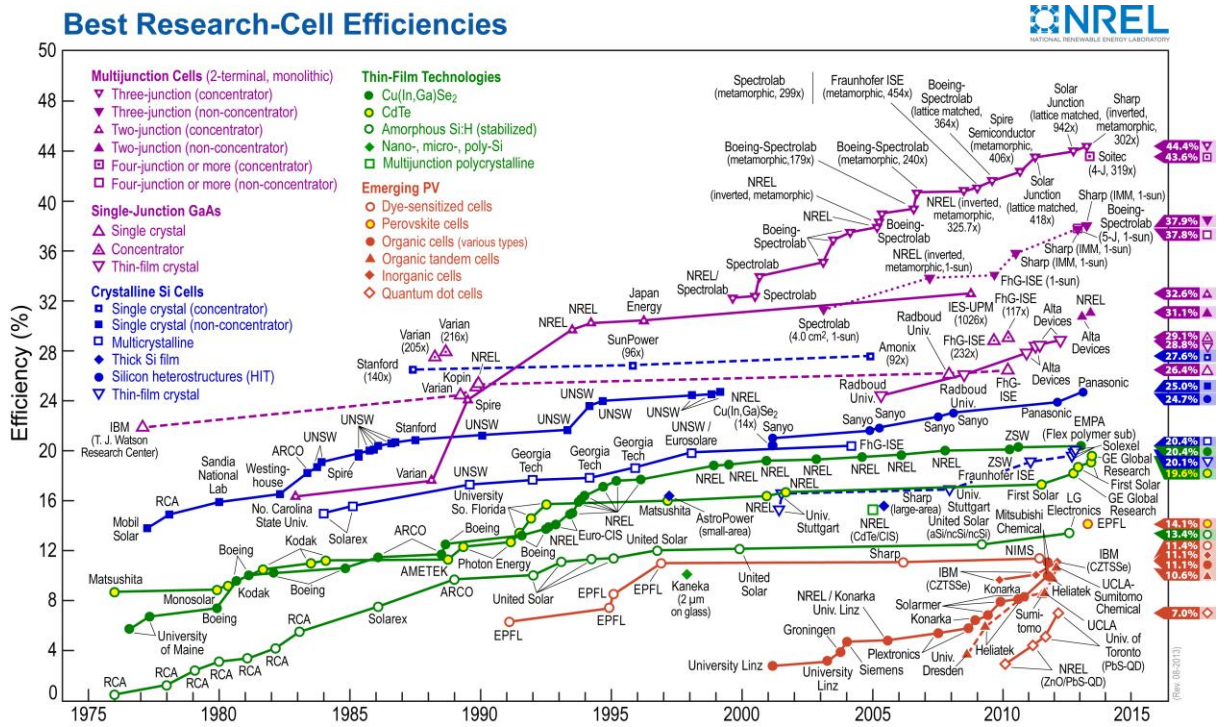 Best Research-Cell Efficiencies
NREL
NATIONAL RENEWABLE ENERGY LABORATORY
Efficiency (%)
50
48
44
40
36
32
28
24
20
16
12
8
4
0
Multijunction Cells (2-terminal, monolithic)
Three-junction (concentrator)
Three-junction (non-concentrator)
Two-junction (concentrator)
Two-junction (non-concentrator)
Four-junction or more (concentrator)
Four-junction or more (non-concentrator)
Single-Junction GaAs
Single crystal
Concentrator
Thin-film crystal
Crystalline Si Cells
Single crystal (concentrator)
Single crystal (non-concentrator)
Multicrystalline
Thick Si film
Silicon heterostructures (HIT)
Thin-film crystal
Thin-Film Technologies
Cu(In,Ga)Se2
CdTe
Amorphous Si:H (stabilized)
Nano-, micro-, poly-Si
Multijunction polycrystalline
Emerging PV
Dye-sensitized cells
Perovskite cells
Organic cells (various types)
Organic tandem cells
Inorganic cells
Quantum dot cells
Spectrolab
(metamorphic, 299x)
Fraunhofer ISE
(metamorphic, 454x)
Boeing-
Spectrolab
(lattice matched,
364x)
Spire
Semiconductor
(metamorphic,
406x)
Solar
Junction
(lattice matched,
942x)
Sharp
(inverted,
metamorphic,
302x)
Soitec
(4-J, 319x)
Boeing-Spectrolab
(metamorphic,179x)
Boeing-Spectrolab
(metamorphic, 240x)
NREL
(inverted, metamorphic)
NREL
Boeing-
Spectrolab
Boeing-
Spectrolab
NREL (inverted,
metamorphic,
325.7x)
Solar
Junction
(lattice matched,
418x)
Sharp (IMM, 1-sun)
Boeing-
Spectrolab
(5-J, 1-sun)
Sharp (IMM, 1-sun)
Sharp
(IMM, 1-sun)
NREL (inverted,
metamorphic,1-sun)
FhG-ISE (1-sun)
Spectrolab
NREL/
Spectrolab
Spectrolab
Spectrolab
(4.0 cm2, 1-sun)
Japan
Energy
NREL
NREL
IES-UPM
(1026x)
FhG-ISE
(117x)
Alta
Devices
NREL
Alta
Devices
Alta
Devices
FhG-ISE
(232x)
Radboud
Univ.
Radboud
Univ.
Radboud
Univ.
FhG-
ISE
Varian
(216x)
Varian
(205x)
Stanford
(140x)
SunPower
(96x)
Amonix
(92x)
Kopin
NREL
Varian
Spire
Varian
IBM
(T. J. Watson
Research Center)
UNSW
UNSW
UNSW
UNSW
Stanford
UNSW
UNSW
UNSW
UNSW /
Eurosolare
ARCO
Spire
Sandia
National
Lab
Westing-
house
RCA
Mobil
Solar
No. Carolina
State Univ.
Solarex
UNSW
Georgia
Tech
Georgia
Tech
Georgia
Tech
NREL
Cu(In,Ga)Se2
(14x)
Sanyo
Sanyo
Sanyo
Sanyo
Panasonic
Panasonic
FhG-ISE
ZSW
EMPA
(Flex polymer sub)
Solexel
GE Global
Research
First Solar
GE Global
Research
ZSW
Fraunhofer ISE
First Solar
LG
Electronics
University
So. Florida
NREL
NREL
NREL
NREL
NREL
NREL
NREL
NREL
Euro-CIS
NREL
Matsushita
AstroPower
(small-area)
NREL
Univ.
Stuttgart
NREL
(CdTe/CIS)
Sharp
(large-area)
Univ.
Stuttgart
United Solar
(aSi/ncSi/ncSi)
Mitsubishi
Chemical
EPFL
Boeing
Boeing
ARCO
Kodak
Boeing
Boeing
Kodak
Matsushita
Monosolar
Boeing
University
of Maine
AMETEK
Photon Energy
ARCO
United Solar
United Solar
United
Solar
Solarex
RCA
RCA
RCA
RCA
RCA
RCA
RCA
EPFL
EPFL
EPFL
EPFL
Kaneka
(2 μm
on glass)
Sharp
NIMS
IBM
(CZTSSe)
IBM
(CZTSSe)
UCLA-
Sumitomo
Chemical
Konarka
Solarmer
Konarka
Heliatek
Sumi-
tomo
UCLA
NREL / Konarka
Univ. Linz
Groningen
Siemens
Plextronics
University Linz
University
Linz
Univ.
Dresden
Heliatek
Univ. of
Toronto
(PbS-QD)
NREL
(ZnO/PbS-QD)
44.4%
43.6%
37.9%
37.8%
32.6%
31.1%
29.1%
28.8%
27.6%
26.4%
25.0%
24.7%
20.4%
20.4%
20.1%
19.6%
14.1%
13.4%
11.4%
11.1%
11.1%
10.6%
7.0%
(Rev. 08-2013)
1975
1980
1985
1990
1995
2000
2005
2010
2015